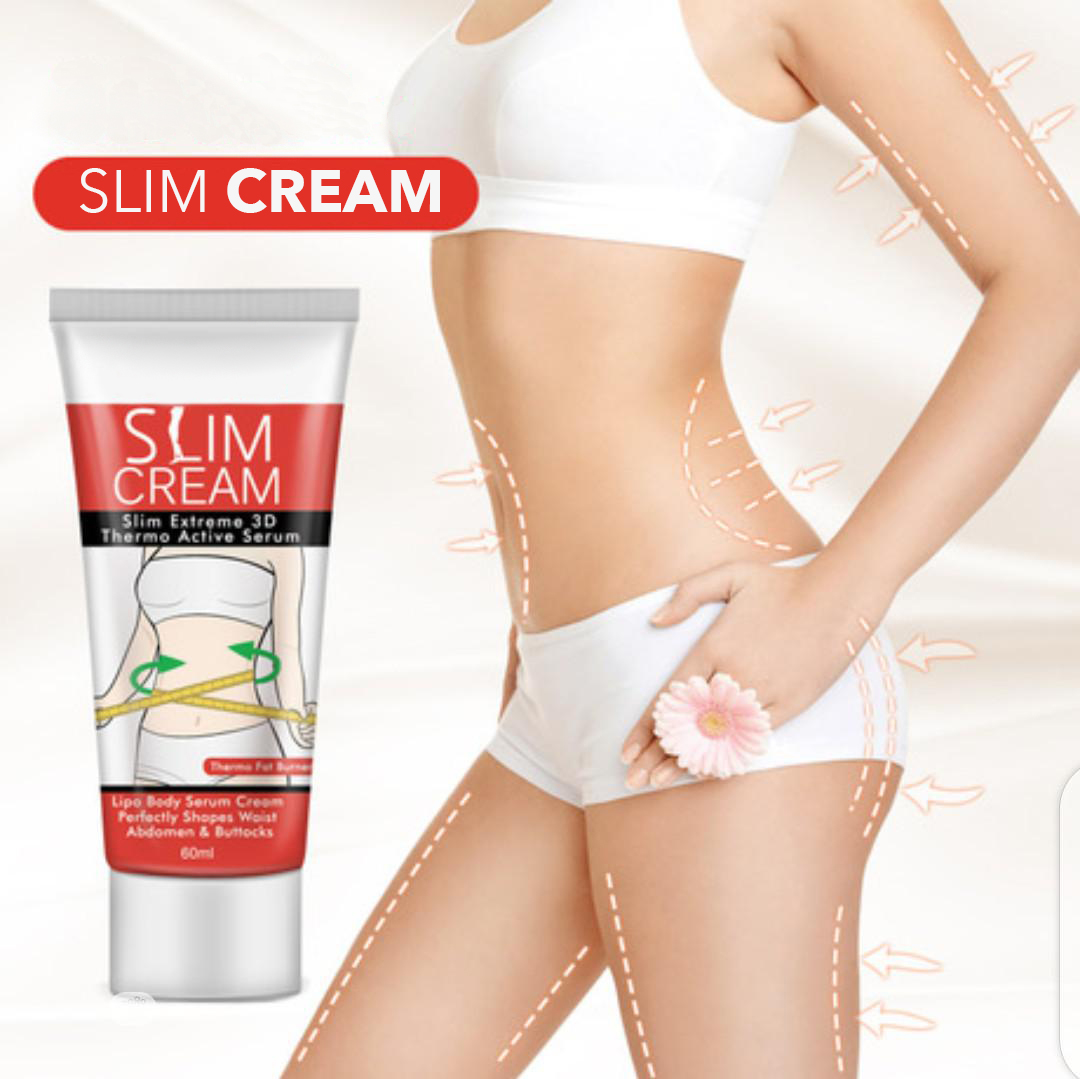 SLIM CREAM
SLIM
CREAM
Slim Extreme 3D
Thermo Active Serum
Thermo Fat Burner
Lipo Body Serum Cream
Perfectly Shapes Waist
Abdomen & Buttocks
60ml